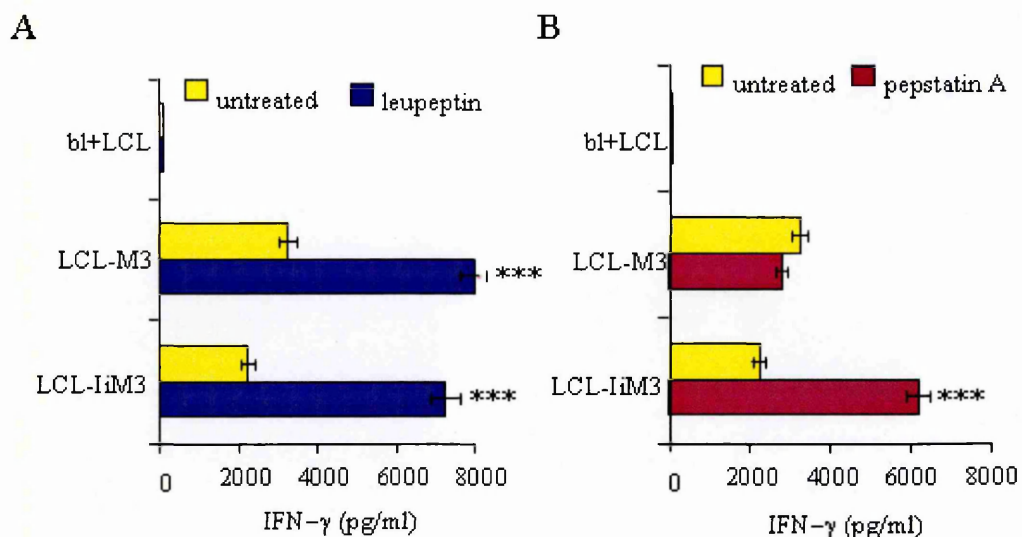 A
untreated leupeptin
bl+LCL
LCL-M3
***
LCL-IiM3
***
0 2000 4000 6000 8000
IFN-γ (pg/ml)
B
untreated pepstatin A
bl+LCL
LCL-M3
LCL-IiM3
***
0 2000 4000 6000 8000
IFN-γ (pg/ml)